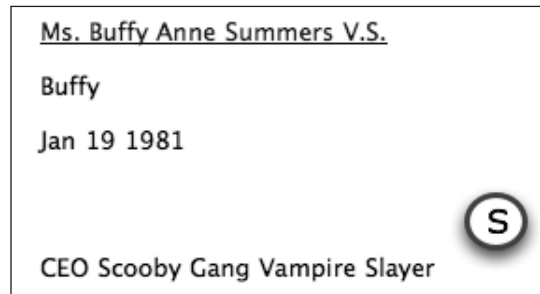 Ms. Buffy Anne Summers V.S.
Buffy
Jan 19 1981
S
CEO Scooby Gang Vampire Slayer